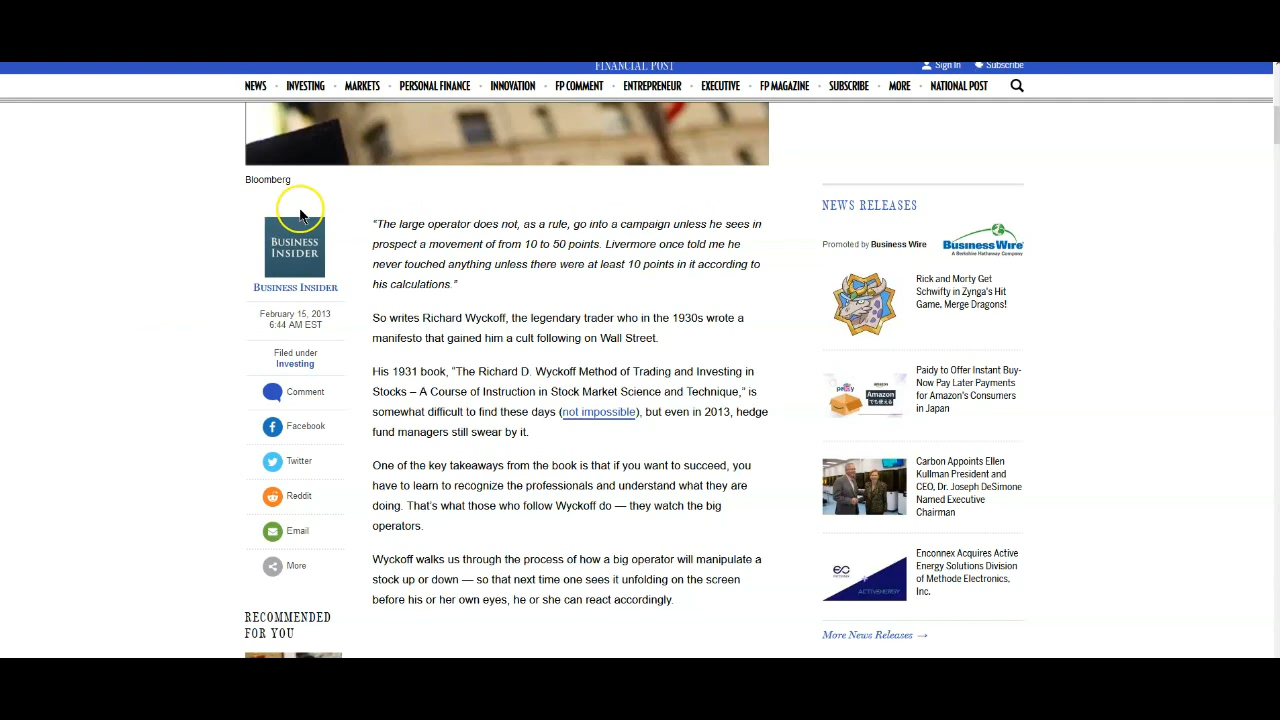 FINANCIAL POST
Sign In
Subscribe
NEWS
INVESTING
MARKETS
PERSONAL FINANCE
INNOVATION
FP COMMENT
ENTREPRENEUR
EXECUTIVE
FP MAGAZINE
SUBSCRIBE
MORE
NATIONAL POST
Bloomberg
BUSINESS
INSIDER
BUSINESS INSIDER
February 15, 2013
6:44 AM EST
Filed under
Investing
Comment
Facebook
Twitter
Reddit
Email
More
RECOMMENDED
FOR YOU
“The large operator does not, as a rule, go into a campaign unless he sees in
prospect a movement of from 10 to 50 points. Livermore once told me he
never touched anything unless there were at least 10 points in it according to
his calculations.”
So writes Richard Wyckoff, the legendary trader who in the 1930s wrote a
manifesto that gained him a cult following on Wall Street.
His 1931 book, “The Richard D. Wyckoff Method of Trading and Investing in
Stocks – A Course of Instruction in Stock Market Science and Technique,” is
somewhat difficult to find these days (not impossible), but even in 2013, hedge
fund managers still swear by it.
One of the key takeaways from the book is that if you want to succeed, you
have to learn to recognize the professionals and understand what they are
doing. That’s what those who follow Wyckoff do — they watch the big
operators.
Wyckoff walks us through the process of how a big operator will manipulate a
stock up or down — so that next time one sees it unfolding on the screen
before his or her own eyes, he or she can react accordingly.
NEWS RELEASES
Promoted by Business Wire
BusinessWire
A Berkshire Hathaway Company
Rick and Morty Get
Schwifty in Zynga's Hit
Game, Merge Dragons!
Paidy to Offer Instant Buy-
Now Pay Later Payments
for Amazon's Consumers
in Japan
Carbon Appoints Ellen
Kullman President and
CEO, Dr. Joseph DeSimone
Named Executive
Chairman
Enconnex Acquires Active
Energy Solutions Division
of Methode Electronics,
Inc.
More News Releases →